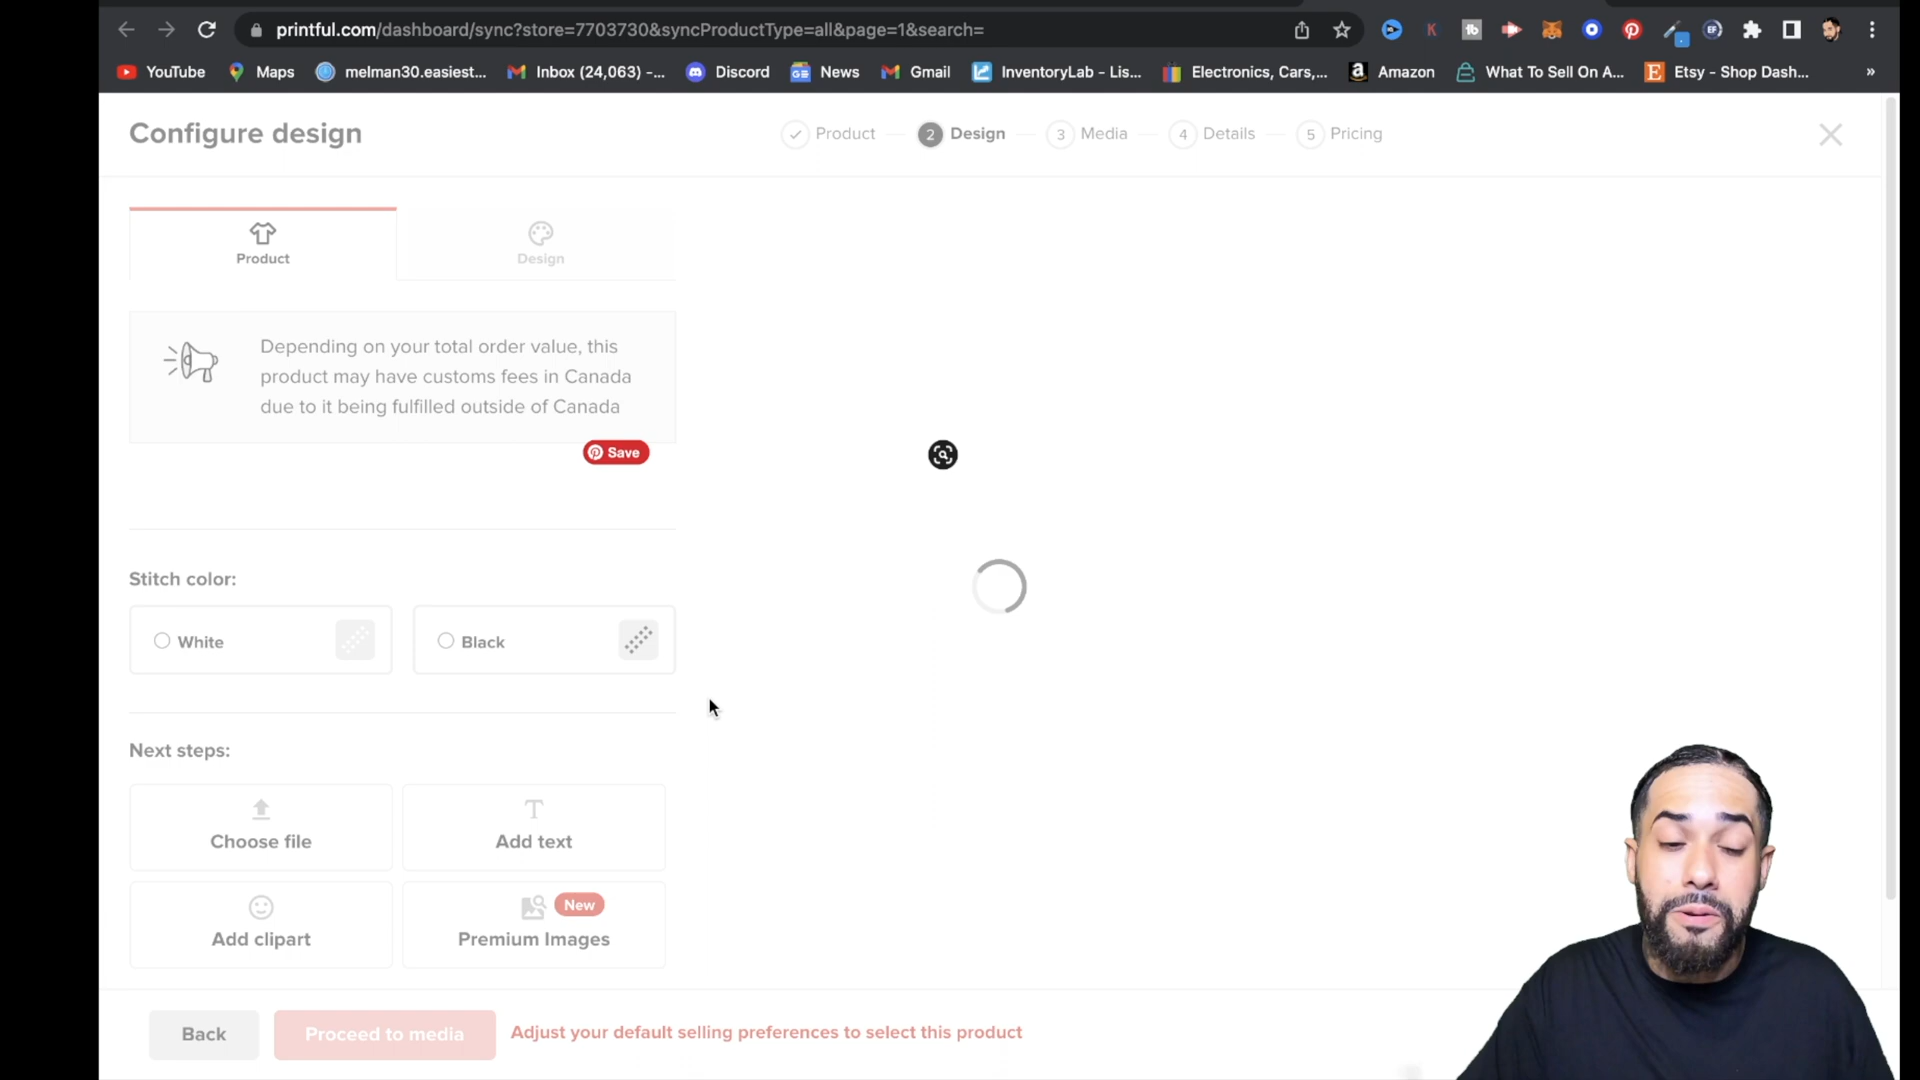 printful.com/dashboard/sync?store=7703730&syncProductType=all&page=1&search=
YouTube
Maps
melman30.easiest...
Inbox (24,063) -...
Discord
News
Gmail
InventoryLab - Lis...
Electronics, Cars,...
Amazon
What To Sell On A...
Etsy - Shop Dash...
»
Configure design
Product
2 Design
3 Media
4 Details
5 Pricing
Product
Design
Depending on your total order value, this
product may have customs fees in Canada
due to it being fulfilled outside of Canada
Save
Stitch color:
White
Black
Next steps:
Choose file
Add text
Add clipart
New
Premium Images
Back
Proceed to media
Adjust your default selling preferences to select this product